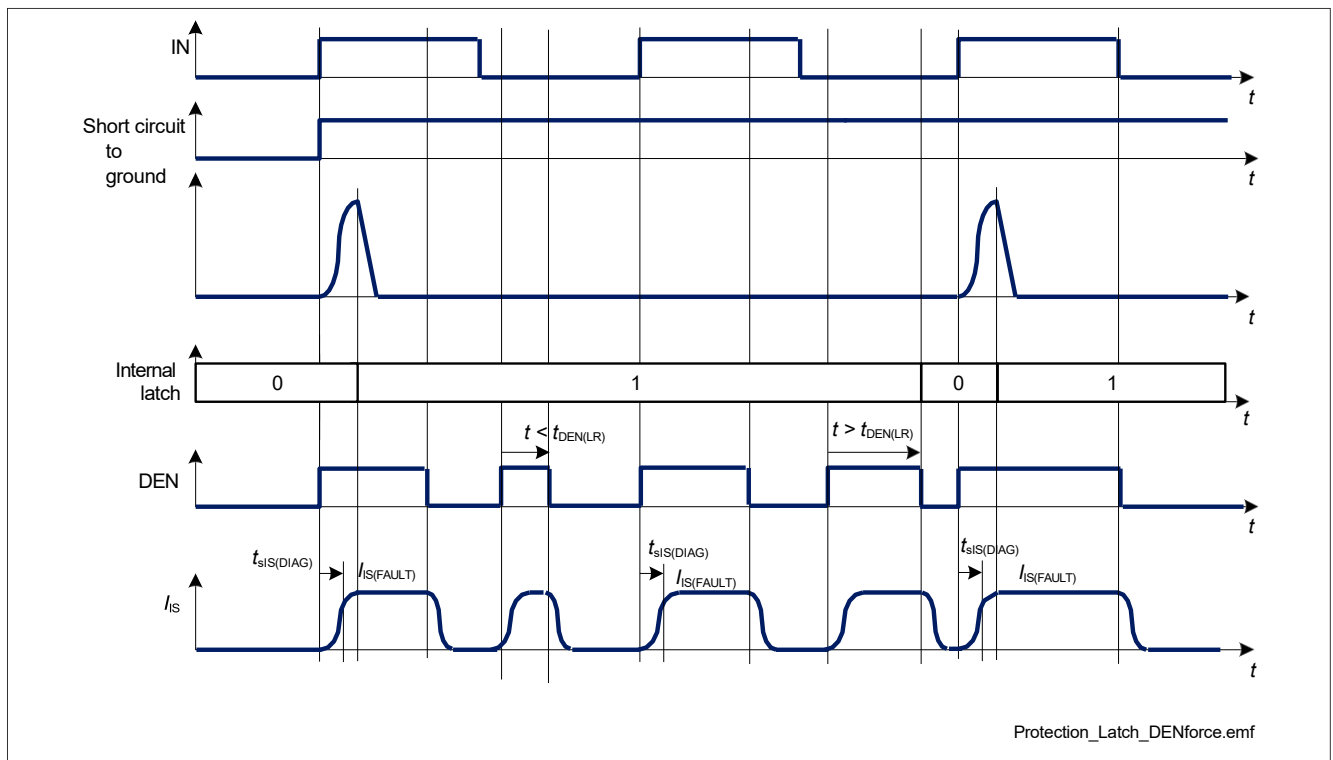 IN
t
Short circuit
to
ground
t
t
Internal
latch
0
1
0
1
t
t < tDEN(LR)
t > tDEN(LR)
DEN
t
tsIS(DIAG)
IIS(FAULT)
tsIS(DIAG)
IIS(FAULT)
tsIS(DIAG)
IIS(FAULT)
IIS
t
Protection_Latch_DENforce.emf